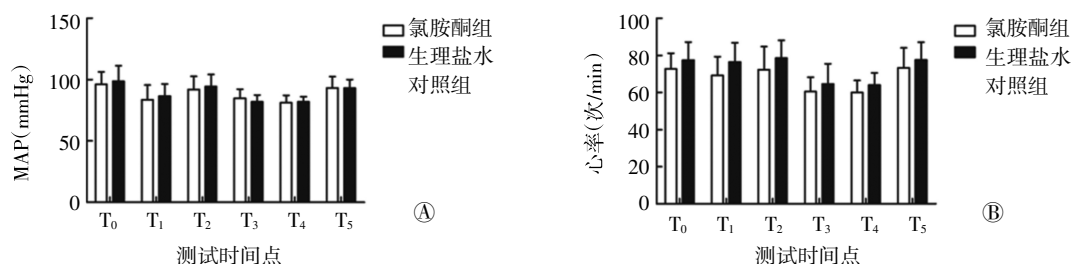 150
100
50
0
MAP(mmHg)
T0 T1 T2 T3 T4 T5
测试时间点
氯胺酮组
生理盐水
对照组
Ⓐ
100
80
60
40
20
0
心率(次/min)
T0 T1 T2 T3 T4 T5
测试时间点
氯胺酮组
生理盐水
对照组
Ⓑ